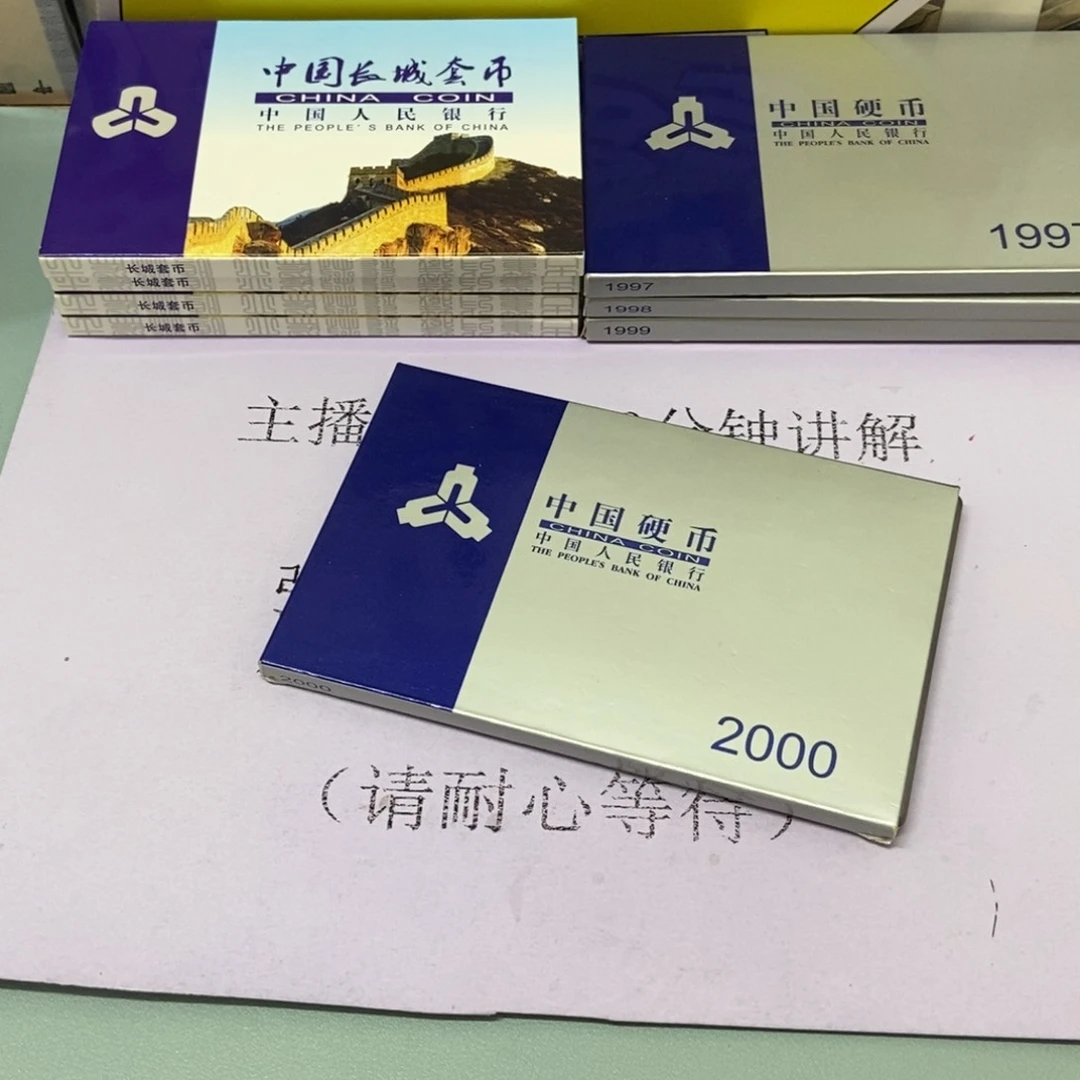 中国长城套币
CHINA COIN
中国人民银行
THE PEOPLE'S BANK OF CHINA
长城套币
长城套币
长城套币
长城套币
中国硬币
CHINA COIN
中国人民银行
THE PEOPLE'S BANK OF CHINA
1997
1997
1998
1999
主播
分钟讲解
中国硬币
CHINA COIN
中国人民银行
THE PEOPLE'S BANK OF CHINA
2000
2000
（请耐心等待）